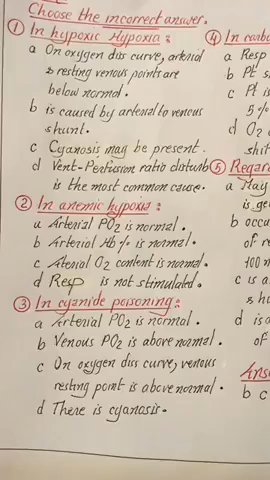 Choose the incorrect answer.
① In hypoxic Hypoxia :
a On oxygen diss curve, arterial
& resting venous points are
below normal.
b is caused by arterial to venous
shunt.
c Cyanosis may be present.
d Vent-Perfusion ratio disturb
is the most common cause.
② In anemic hypoxia :
a Arterial PO2 is normal.
b Arterial Hb % is normal.
c Aterial O2 content is normal.
d Resp is not stimulated.
③ In cyanide poisoning :
a Arterial PO2 is normal.
b Venous PO2 is above normal.
c On oxygen diss curve, venous
resting point is above normal.
d There is cyanosis.
④ In carbo
a Resp
b Pt s
c Pt is
5%
d O2
shit
⑤ Regar
a May
is ge
b occu
of re
100 m
c is a
& h
d is a
of
Ans
b c